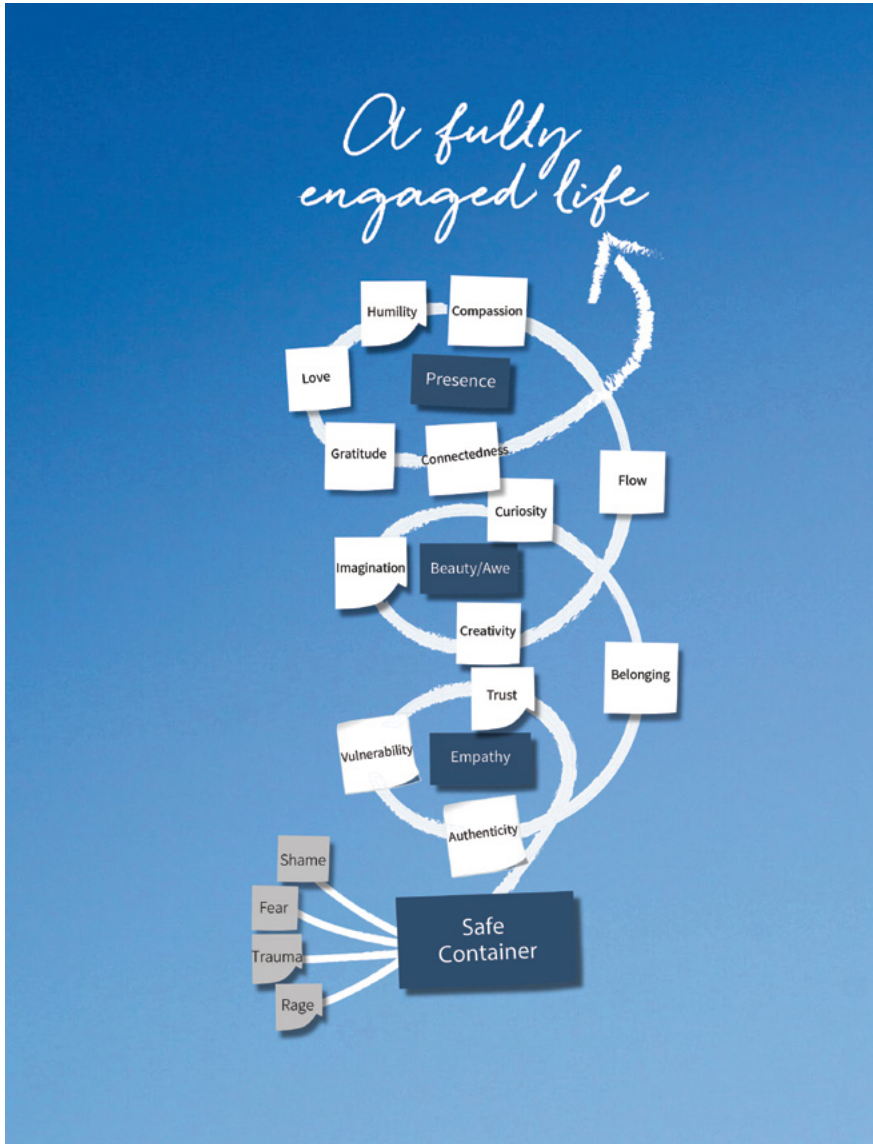 A fully
engaged life
Humility
Compassion
Love
Presence
Gratitude
Connectedness
Flow
Curiosity
Imagination
Beauty/Awe
Creativity
Belonging
Trust
Vulnerability
Empathy
Authenticity
Shame
Fear
Trauma
Rage
Safe
Container